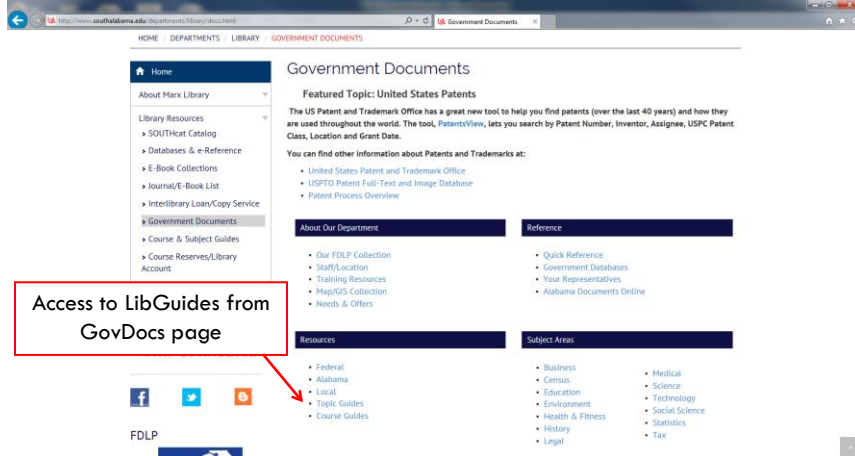 http://www.southalabama.edu/departments/library/docs.html
Government Documents
HOME / DEPARTMENTS / LIBRARY / GOVERNMENT DOCUMENTS
Home
About Marx Library
Library Resources
SOUTHcat Catalog
Databases & e-Reference
E-Book Collections
Journal/E-Book List
Interlibrary Loan/Copy Service
Government Documents
Course & Subject Guides
Course Reserves/Library
Account
Access to LibGuides from
GovDocs page
FDLP
Government Documents
Featured Topic: United States Patents
The US Patent and Trademark Office has a great new tool to help you find patents (over the last 40 years) and how they
are used throughout the world. The tool, PatentsView, lets you search by Patent Number, Inventor, Assignee, USPC Patent
Class, Location and Grant Date.
You can find other information about Patents and Trademarks at:
• United States Patent and Trademark Office
• USPTO Patent Full-Text and Image Database
• Patent Process Overview
About Our Department
• Our FDLP Collection
• Staff/Location
• Training Resources
• Map/GIS Collection
• Needs & Offers
Reference
• Quick Reference
• Government Databases
• Your Representatives
• Alabama Documents Online
Resources
• Federal
• Alabama
• Local
• Topic Guides
• Course Guides
Subject Areas
• Business
• Census
• Education
• Environment
• Health & Fitness
• History
• Legal
• Medical
• Science
• Technology
• Social Science
• Statistics
• Tax